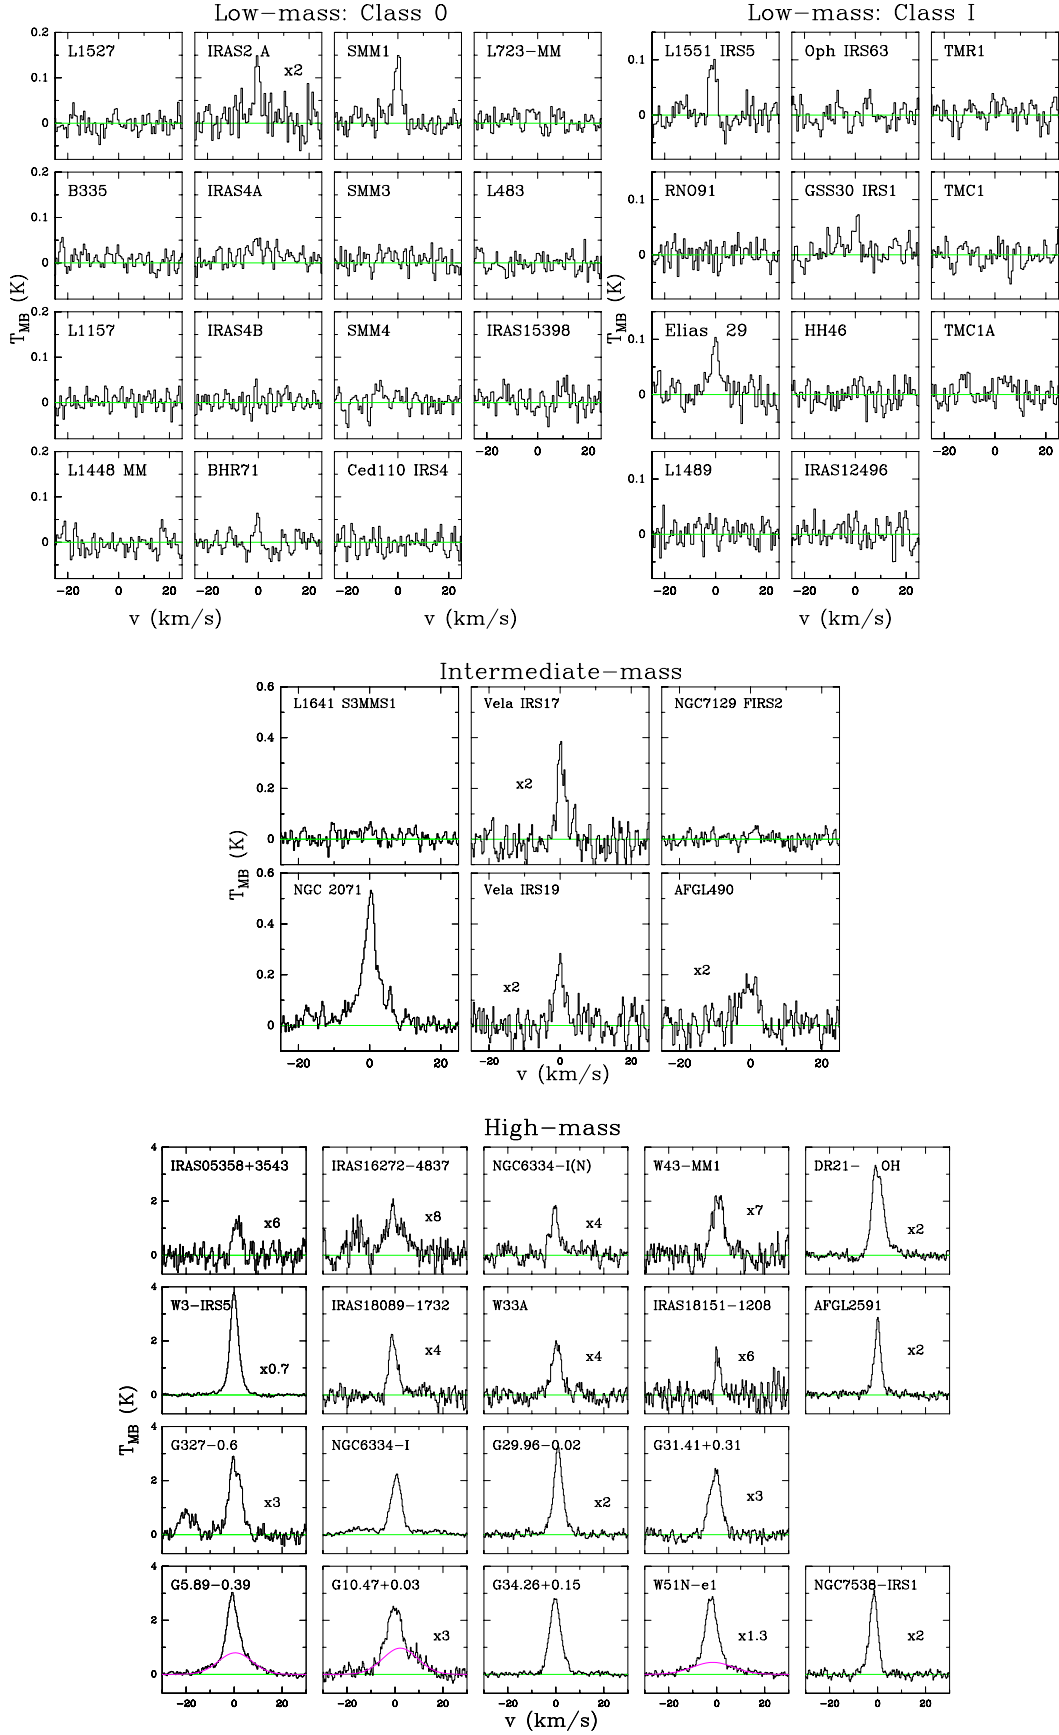 Low−mass: Class 0
Low−mass: Class I
0.2
L1527
IRAS2 A
x2
SMM1
L723−MM
0.1
0
0.2
B335
IRAS4A
SMM3
L483
0.1
0
0.2
L1157
IRAS4B
SMM4
IRAS15398
0.1
0
−20 0 20
0.2
L1448 MM
BHR71
Ced110 IRS4
0.1
0
−20 0 20
−20 0 20
−20 0 20
T_MB (K)
v (km/s)
v (km/s)
L1551 IRS5
Oph IRS63
TMR1
0.1
0
RNO91
GSS30 IRS1
TMC1
0.1
0
Elias 29
HH46
TMC1A
0.1
0
−20 0 20
L1489
IRAS12496
0.1
0
−20 0 20
−20 0 20
T_MB (K)
v (km/s)
Intermediate−mass
0.6
L1641 S3MMS1
Vela IRS17
x2
NGC7129 FIRS2
0.4
0.2
0
0.6
NGC 2071
Vela IRS19
x2
AFGL490
x2
0.4
0.2
0
−20 0 20
−20 0 20
−20 0 20
T_MB (K)
v (km/s)
High−mass
4
IRAS05358+3543
x6
IRAS16272−4837
x8
NGC6334−I(N)
x4
W43−MM1
x7
DR21− OH
x2
2
0
4
W3−IRS5
x0.7
IRAS18089−1732
x4
W33A
x4
IRAS18151−1208
x6
AFGL2591
x2
2
0
4
G327−0.6
x3
NGC6334−I
G29.96−0.02
x2
G31.41+0.31
x3
2
0
4
G5.89−0.39
G10.47+0.03
x3
G34.26+0.15
W51N−e1
x1.3
NGC7538−IRS1
x2
2
0
−20 0 20
−20 0 20
−20 0 20
−20 0 20
−20 0 20
T_MB (K)
v (km/s)